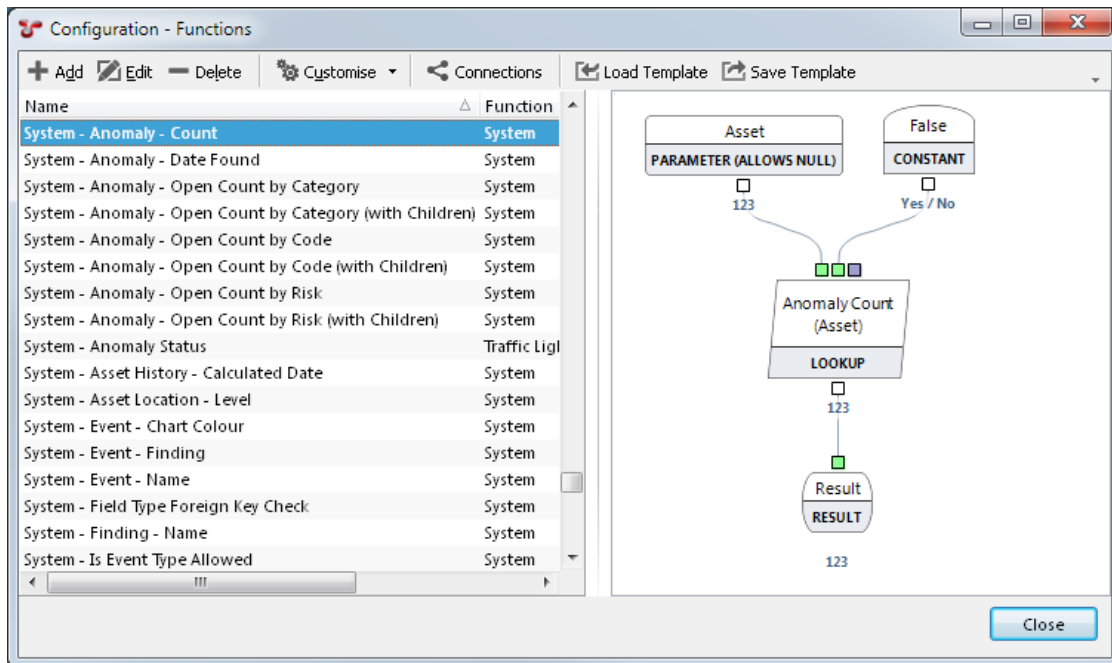 Configuration - Functions
Add Edit Delete Customise Connections Load Template Save Template
Name Function
System - Anomaly - Count System
System - Anomaly - Date Found System
System - Anomaly - Open Count by Category System
System - Anomaly - Open Count by Category (with Children) System
System - Anomaly - Open Count by Code System
System - Anomaly - Open Count by Code (with Children) System
System - Anomaly - Open Count by Risk System
System - Anomaly - Open Count by Risk (with Children) System
System - Anomaly Status Traffic Ligl
System - Asset History - Calculated Date System
System - Asset Location - Level System
System - Event - Chart Colour System
System - Event - Finding System
System - Event - Name System
System - Field Type Foreign Key Check System
System - Finding - Name System
System - Is Event Type Allowed System
Asset
PARAMETER (ALLOWS NULL)
123
False
CONSTANT
Yes / No
Anomaly Count
(Asset)
LOOKUP
123
Result
RESULT
123
Close